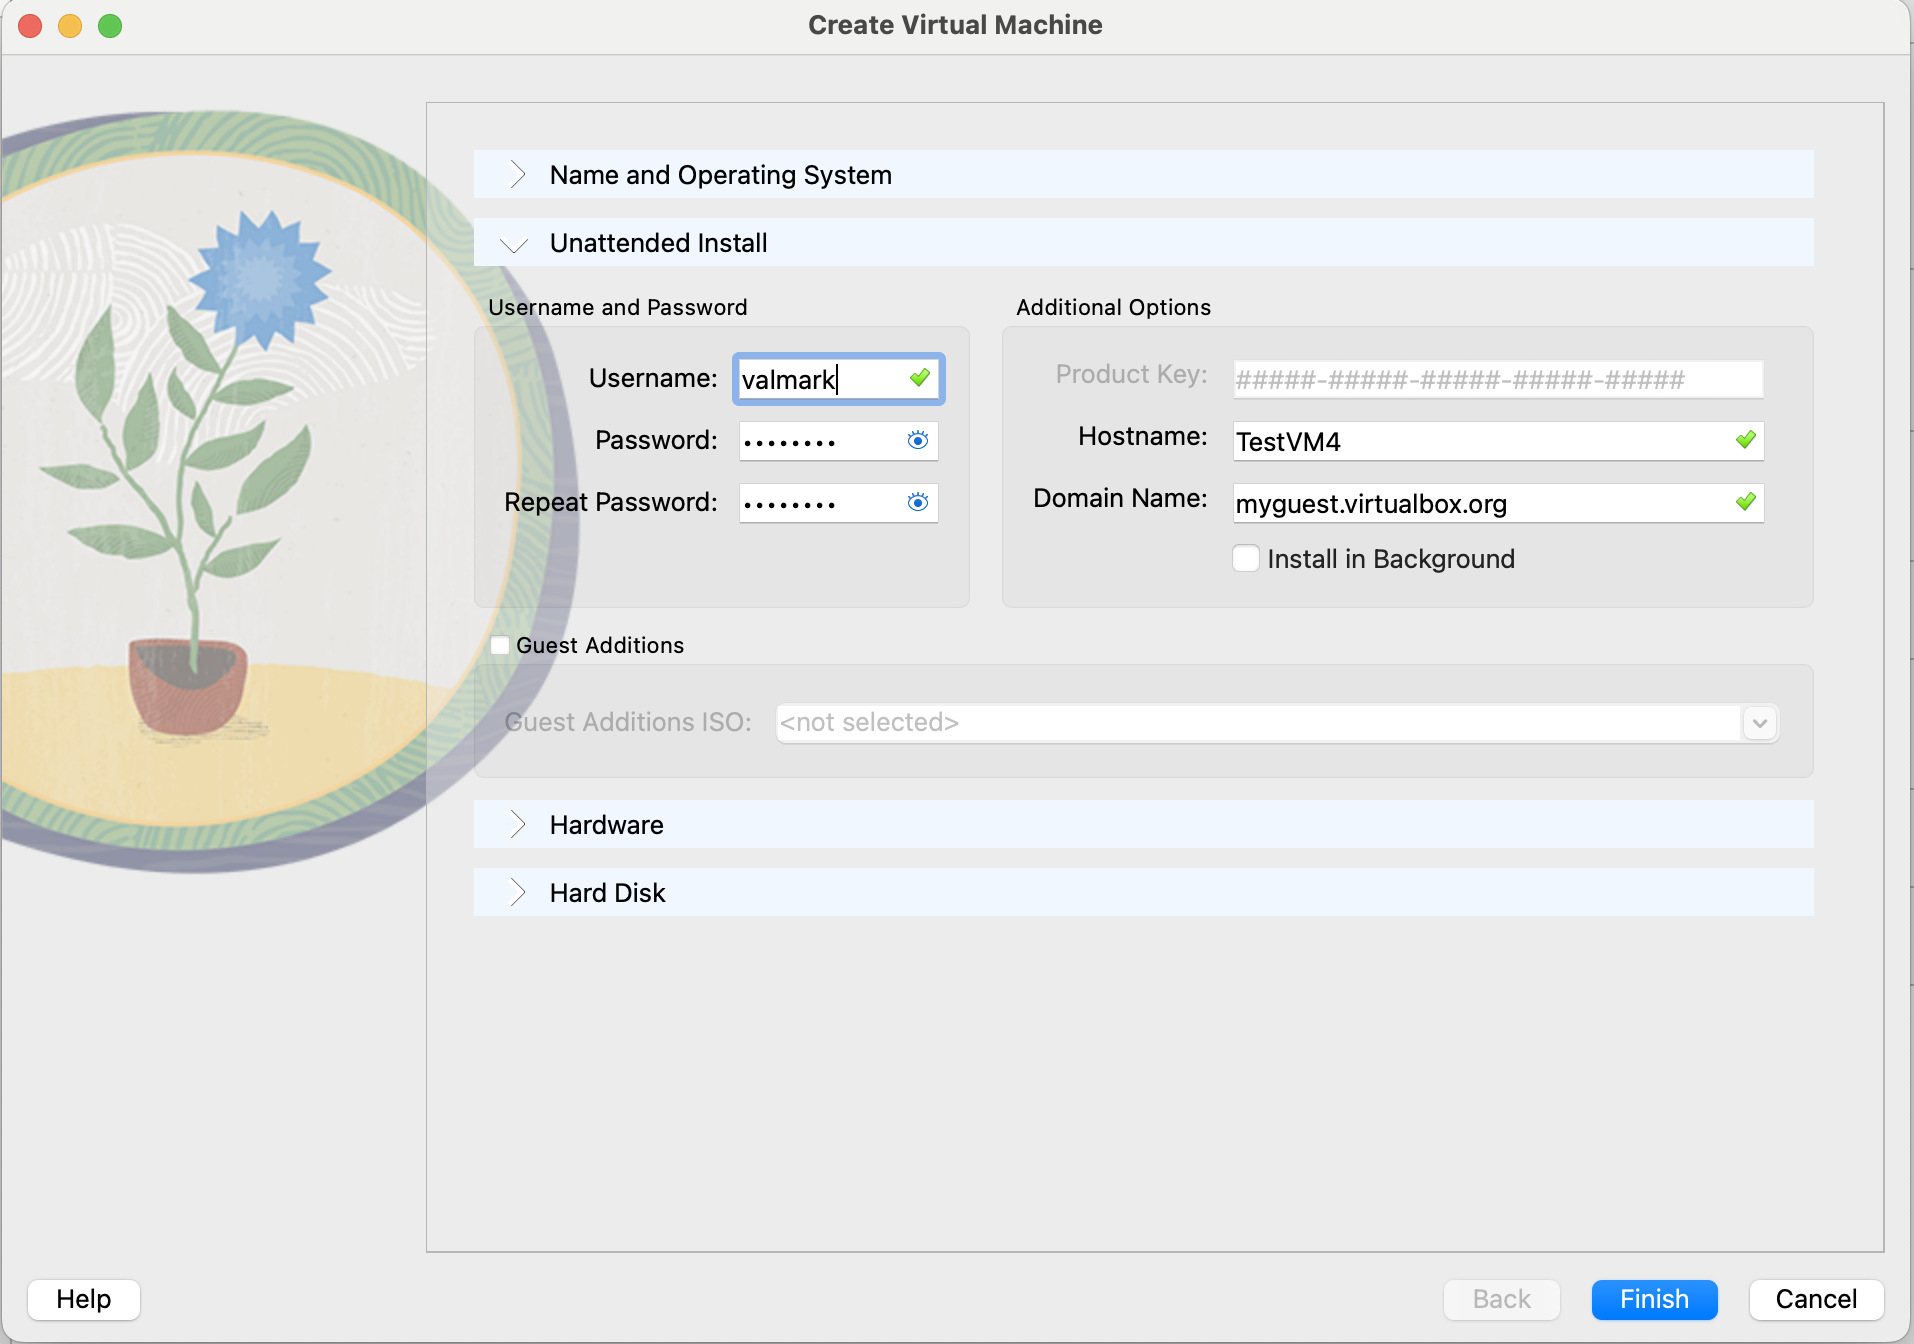 Create Virtual Machine
Name and Operating System
Unattended Install
Username and Password
Username: valmark
Password: ••••••••
Repeat Password: ••••••••
Additional Options
Product Key: #####-#####-#####-#####-#####
Hostname: TestVM4
Domain Name: myguest.virtualbox.org
Install in Background
Guest Additions
Guest Additions ISO: <not selected>
Hardware
Hard Disk
Help
Back
Finish
Cancel